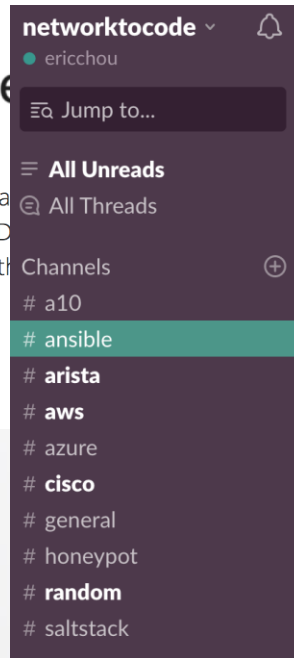 networktocode
ericchou
Jump to...
All Unreads
All Threads
Channels
# a10
# ansible
# arista
# aws
# azure
# cisco
# general
# honeypot
# random
# saltstack